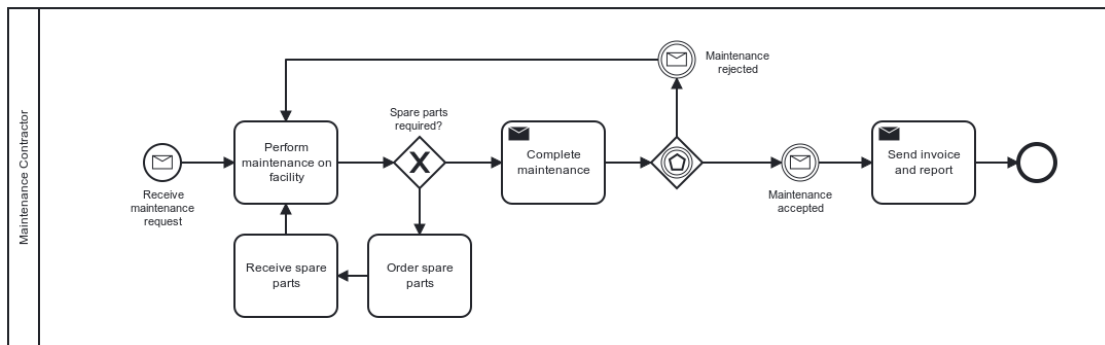 Maintenance Contractor
Receive
maintenance
request
Perform
maintenance on
facility
Spare parts
required?
X
Receive spare
parts
Order spare
parts
Complete
maintenance
Maintenance
rejected
Maintenance
accepted
Send invoice
and report